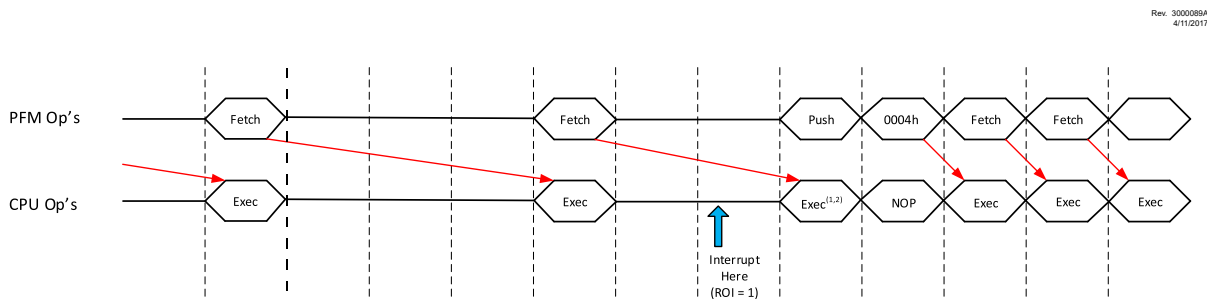 Rev. 3000089A
4/11/2017
PFM Op's
Fetch
Fetch
Push
0004h
Fetch
Fetch
CPU Op's
Exec
Exec
Exec(1,2)
NOP
Exec
Exec
Exec
Interrupt
Here
(ROI = 1)